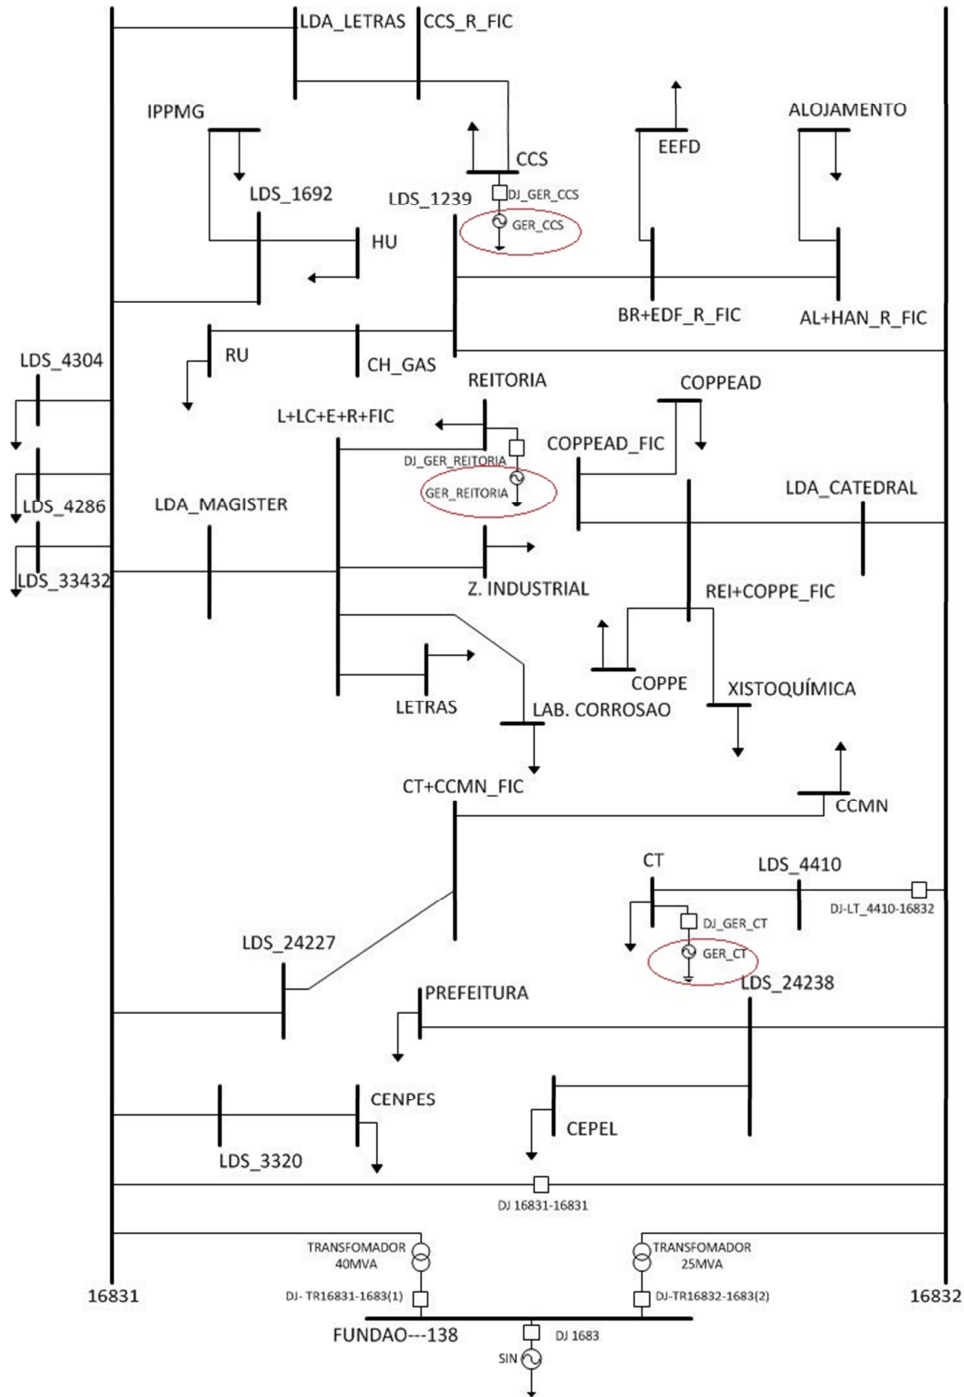 LDA_LETRAS
CCS_R_FIC
IPPMG
ALOJAMENTO
EEFD
CCS
LDS_1692
LDS_1239
DJ_GER_CCS
GER_CCS
HU
BR+EDF_R_FIC
AL+HAN_R_FIC
RU
CH_GAS
LDS_4304
REITORIA
COPPEAD
L+LC+E+R+FIC
COPPEAD_FIC
DJ_GER_REITORIA
GER_REITORIA
LDA_CATEDRAL
LDS_4286
LDA_MAGISTER
LDS_33432
Z. INDUSTRIAL
REI+COPPE_FIC
COPPE
XISTOQUÍMICA
LETRAS
LAB. CORROSAO
CT+CCMN_FIC
CCMN
CT
LDS_4410
DJ-LT_4410-16832
DJ_GER_CT
LDS_24227
GER_CT
LDS_24238
PREFEITURA
CENPES
CEPEL
LDS_3320
DJ 16831-16831
TRANSFOMADOR
40MVA
TRANSFOMADOR
25MVA
16831
DJ- TR16831-1683(1)
DJ-TR16832-1683(2)
16832
FUNDAO---138
DJ 1683
SIN